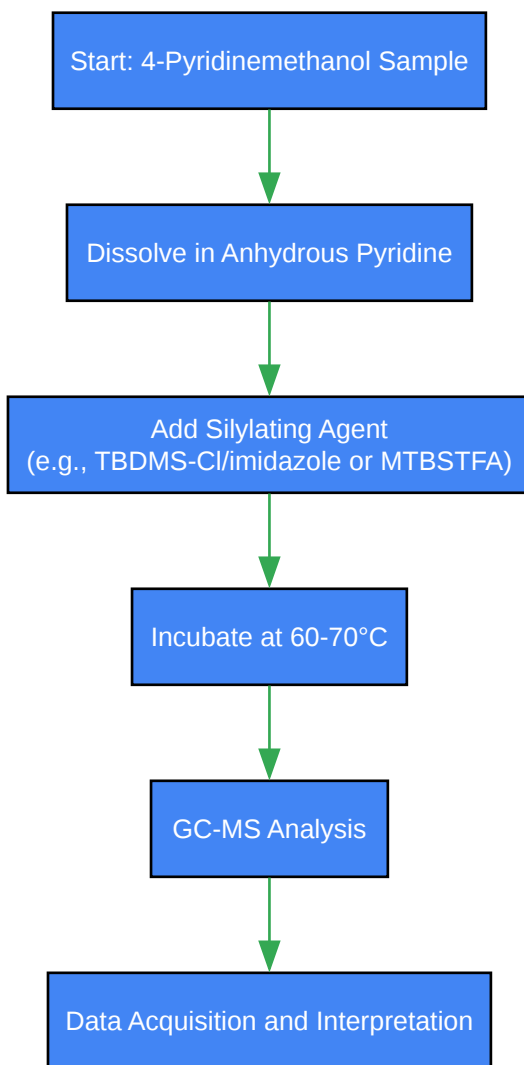 Start: 4-Pyridinemethanol Sample
Dissolve in Anhydrous Pyridine
Add Silylating Agent
(e.g., TBDMS-Cl/imidazole or MTBSTFA)
Incubate at 60-70°C
GC-MS Analysis
Data Acquisition and Interpretation